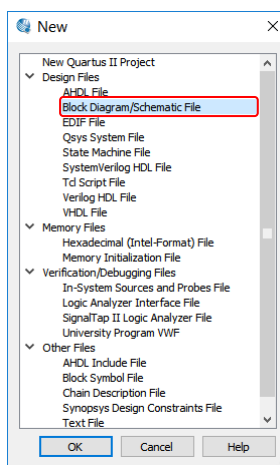 New
New Quartus II Project
Design Files
AHDL File
Block Diagram/Schematic File
EDIF File
Qsys System File
State Machine File
SystemVerilog HDL File
Tcl Script File
Verilog HDL File
VHDL File
Memory Files
Hexadecimal (Intel-Format) File
Memory Initialization File
Verification/Debugging Files
In-System Sources and Probes File
Logic Analyzer Interface File
SignalTap II Logic Analyzer File
University Program VWF
Other Files
AHDL Include File
Block Symbol File
Chain Description File
Synopsys Design Constraints File
Text File
OK Cancel Help